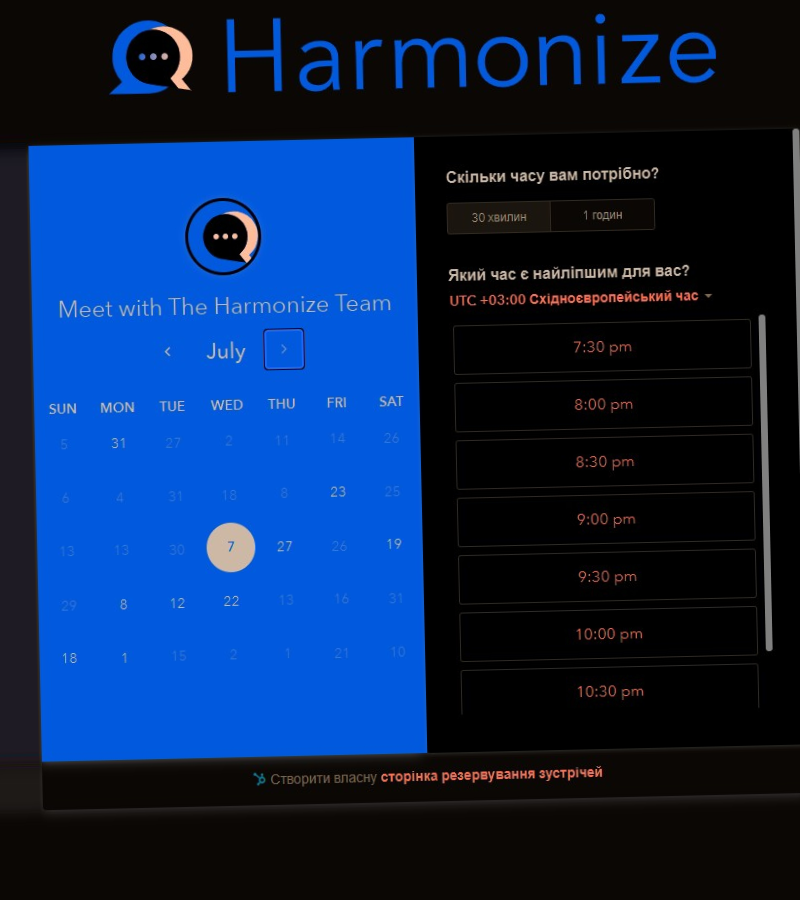 Harmonize
Meet with The Harmonize Team
July
SUN MON TUE WED THU FRI SAT
5 31 27 2 11 14 26
6 4 31 18 8 23 25
13 13 30 7 27 26 19
29 8 12 22 13 16 31
18 1 15 2 1 21 10
Скільки часу вам потрібно?
30 хвилин 1 годин
Який час є найліпшим для вас?
UTC +03:00 Східноєвропейський час
7:30 pm
8:00 pm
8:30 pm
9:00 pm
9:30 pm
10:00 pm
10:30 pm
Створити власну сторінка резервування зустрічей